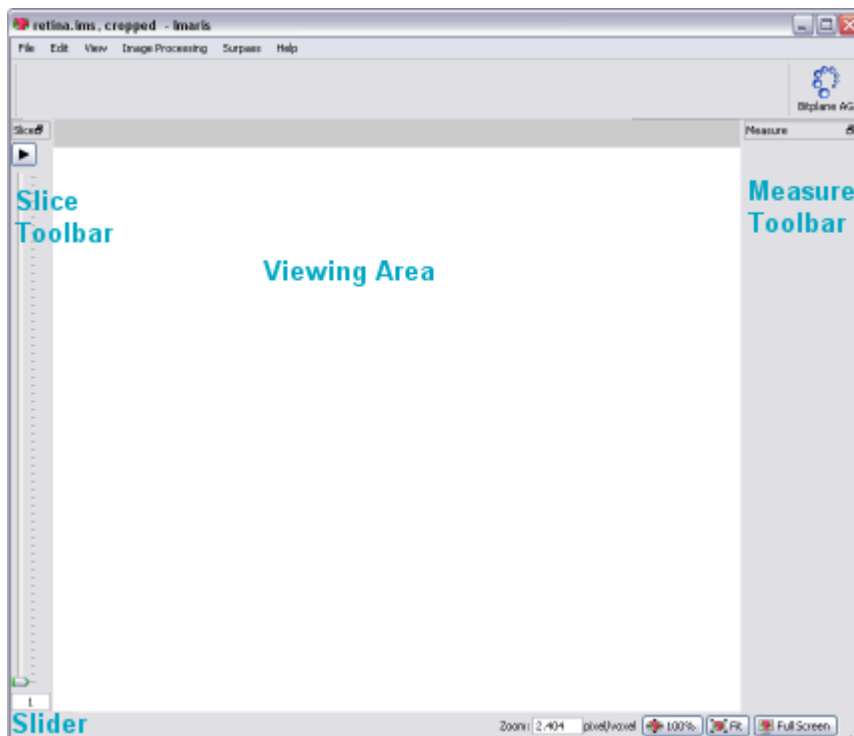 retina.ims, cropped - Imaris
File Edit View Image Processing Surpass Help
Bitplane AG
Slice
Measure
Slice
Toolbar
Measure
Toolbar
Viewing Area
1
Slider
Zoom: 2.404 pixel/voxel 100% Fit Full Screen